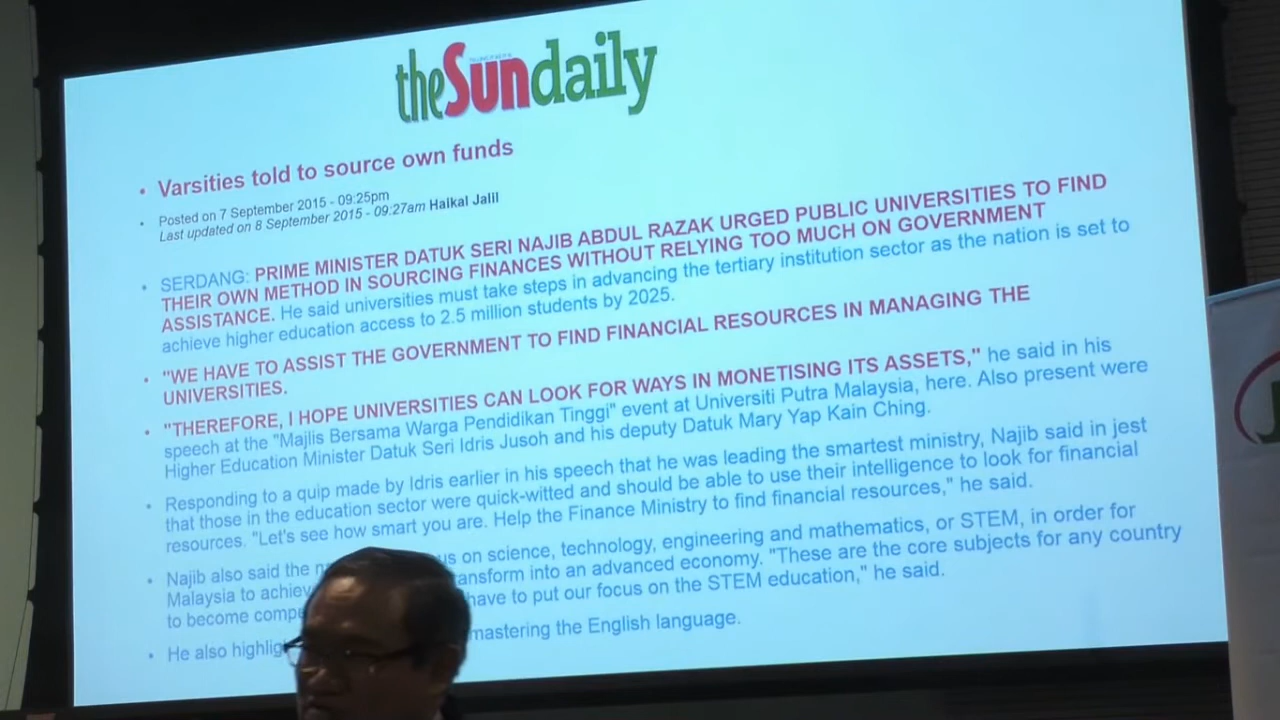 theSundaily
• Varsities told to source own funds
• Posted on 7 September 2015 - 09:25pm
Last updated on 8 September 2015 - 09:27am Haikal Jalil
• SERDANG: PRIME MINISTER DATUK SERI NAJIB ABDUL RAZAK URGED PUBLIC UNIVERSITIES TO FIND
THEIR OWN METHOD IN SOURCING FINANCES WITHOUT RELYING TOO MUCH ON GOVERNMENT
ASSISTANCE. He said universities must take steps in advancing the tertiary institution sector as the nation is set to
achieve higher education access to 2.5 million students by 2025.
• "WE HAVE TO ASSIST THE GOVERNMENT TO FIND FINANCIAL RESOURCES IN MANAGING THE
UNIVERSITIES.
• "THEREFORE, I HOPE UNIVERSITIES CAN LOOK FOR WAYS IN MONETISING ITS ASSETS," he said in his
speech at the "Majlis Bersama Warga Pendidikan Tinggi" event at Universiti Putra Malaysia, here. Also present were
Higher Education Minister Datuk Seri Idris Jusoh and his deputy Datuk Mary Yap Kain Ching.
• Responding to a quip made by Idris earlier in his speech that he was leading the smartest ministry, Najib said in jest
that those in the education sector were quick-witted and should be able to use their intelligence to look for financial
resources. "Let's see how smart you are. Help the Finance Ministry to find financial resources," he said.
• Najib also said the on science, technology, engineering and mathematics, or STEM, in order for
Malaysia to into an advanced economy. "These are the core subjects for any country
to become have to put our focus on the STEM education," he said.
• He also mastering the English language.